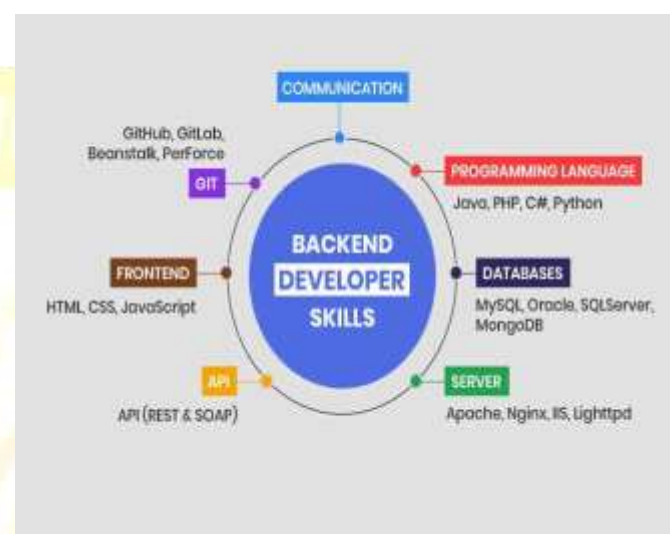 COMMUNICATION
GitHub, GitLab,
Beanstalk, PerForce
GIT
PROGRAMMING LANGUAGE
Java, PHP, C#, Python
BACKEND
DEVELOPER
SKILLS
FRONTEND
HTML, CSS, JavaScript
DATABASES
MySQL, Oracle, SQLServer,
MongoDB
API
API (REST & SOAP)
SERVER
Apache, Nginx, IIS, Lighttpd